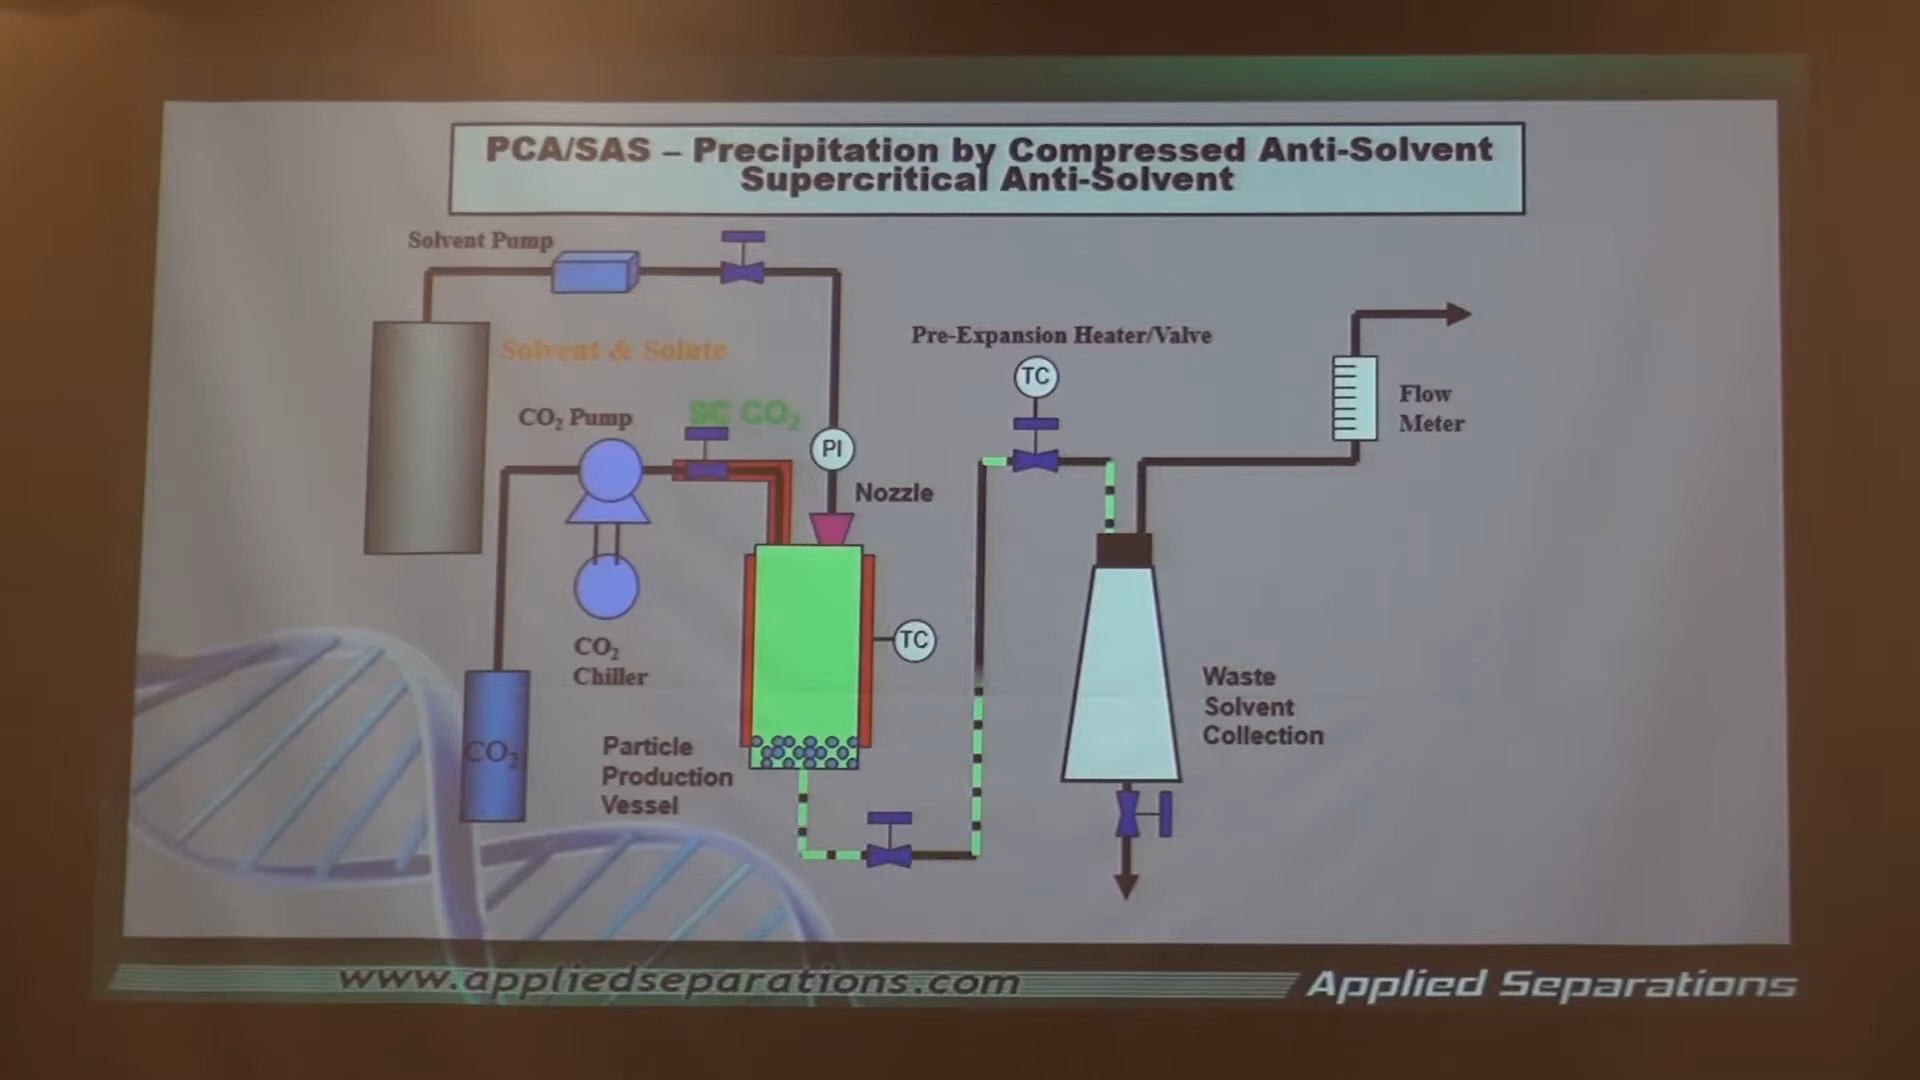 PCA/SAS – Precipitation by Compressed Anti-Solvent
Supercritical Anti-Solvent
Solvent Pump
Solvent & Solute
Pre-Expansion Heater/Valve
TC
CO₂ Pump
SC CO₂
PI
Nozzle
Flow
Meter
TC
CO₂
Chiller
CO₂
Particle
Production
Vessel
Waste
Solvent
Collection
www.appliedseparations.com
Applied Separations